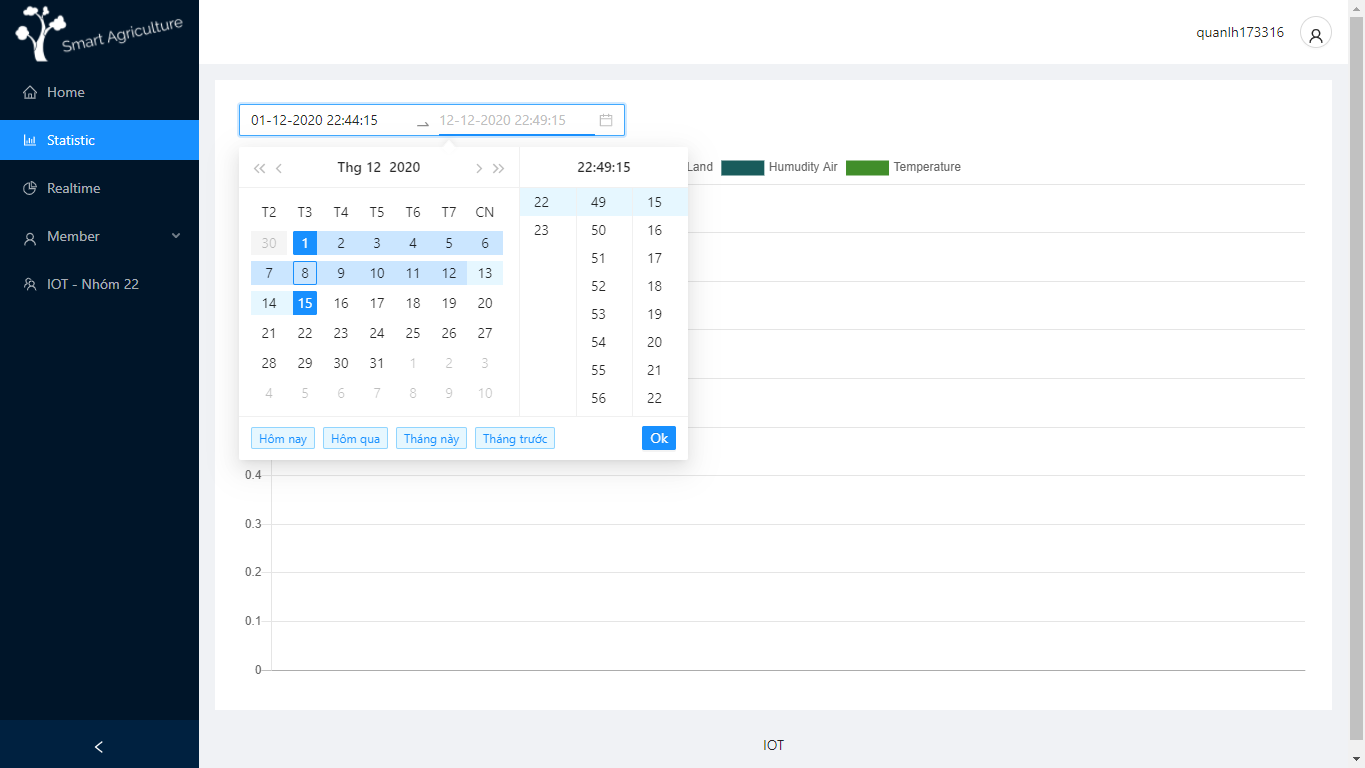 Smart Agriculture
quanlh173316
Home
Statistic
Realtime
Member
IOT - Nhóm 22
01-12-2020 22:44:15
12-12-2020 22:49:15
Thg 12 2020
22:49:15
Land
Humudity Air
Temperature
T2 T3 T4 T5 T6 T7 CN
30 1 2 3 4 5 6
7 8 9 10 11 12 13
14 15 16 17 18 19 20
21 22 23 24 25 26 27
28 29 30 31 1 2 3
4 5 6 7 8 9 10
22 49 15
23 50 16
51 17
52 18
53 19
54 20
55 21
56 22
Hôm nay
Hôm qua
Tháng này
Tháng trước
Ok
0.4
0.3
0.2
0.1
0
IOT